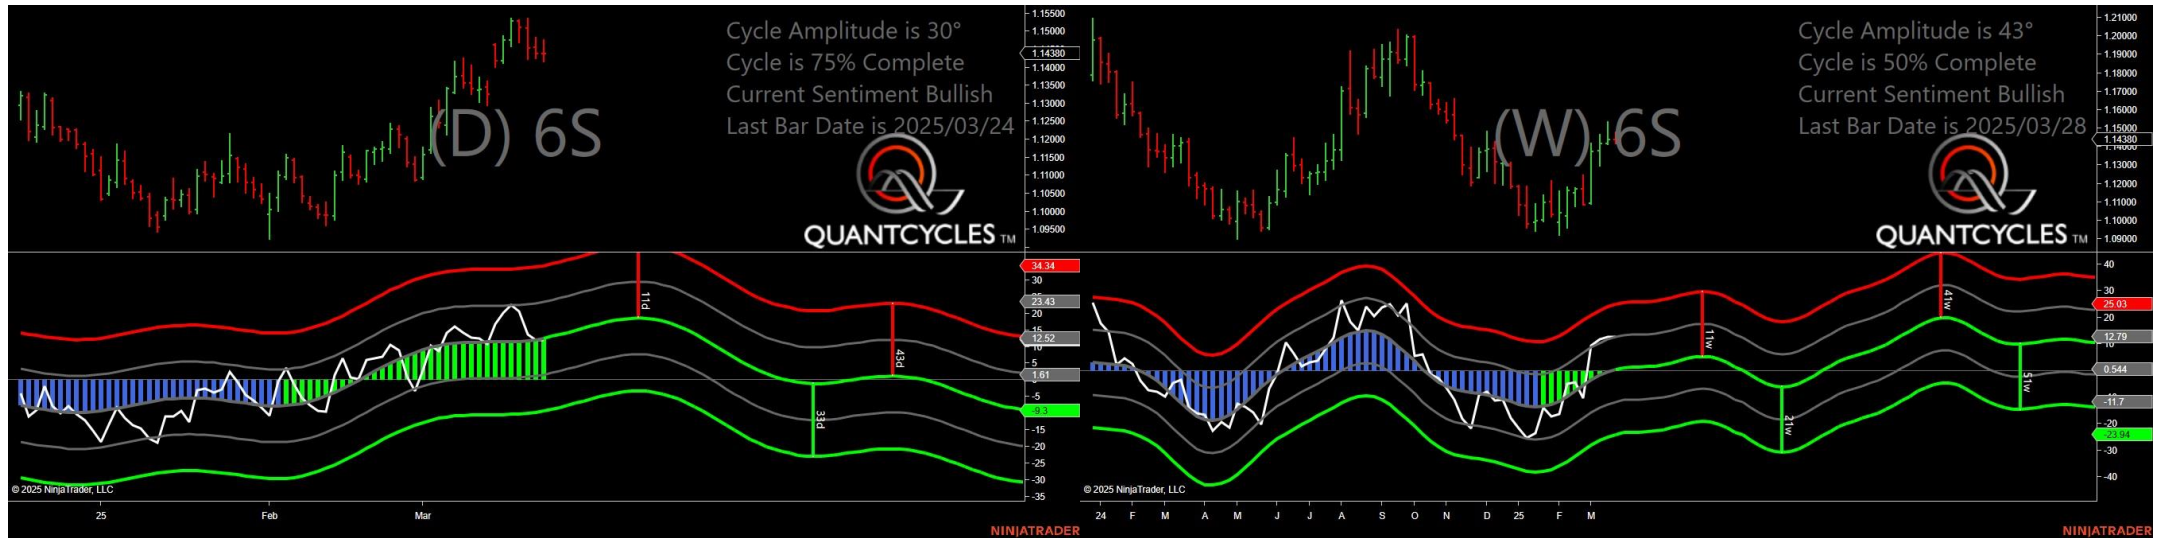 Cycle Amplitude is 30°
Cycle is 75% Complete
Current Sentiment Bullish
Last Bar Date is 2025/03/24
(D) 6S
QUANTCYCLES TM
1.15500
1.15000
1.14380
1.14000
1.13500
1.13000
1.12500
1.12000
1.11500
1.11000
1.10500
1.10000
1.09500
34.34
30
23.43
20
15
12.52
10
5
1.61
-5
-9.3
-15
-20
-25
-30
-35
11d
33d
43d
© 2025 NinjaTrader, LLC
25 Feb Mar
NINJATRADER
Cycle Amplitude is 43°
Cycle is 50% Complete
Current Sentiment Bullish
Last Bar Date is 2025/03/28
(W) 6S
QUANTCYCLES TM
1.21000
1.20000
1.19000
1.18000
1.17000
1.16000
1.15000
1.14380
1.14000
1.13000
1.12000
1.11000
1.10000
1.09000
40
30
25.03
20
12.79
10
0.544
-11.7
-20
-23.94
-30
-40
11w
21w
41w
51w
© 2025 NinjaTrader, LLC
24 F M A M J J A S O N D 25 F M
NINJATRADER